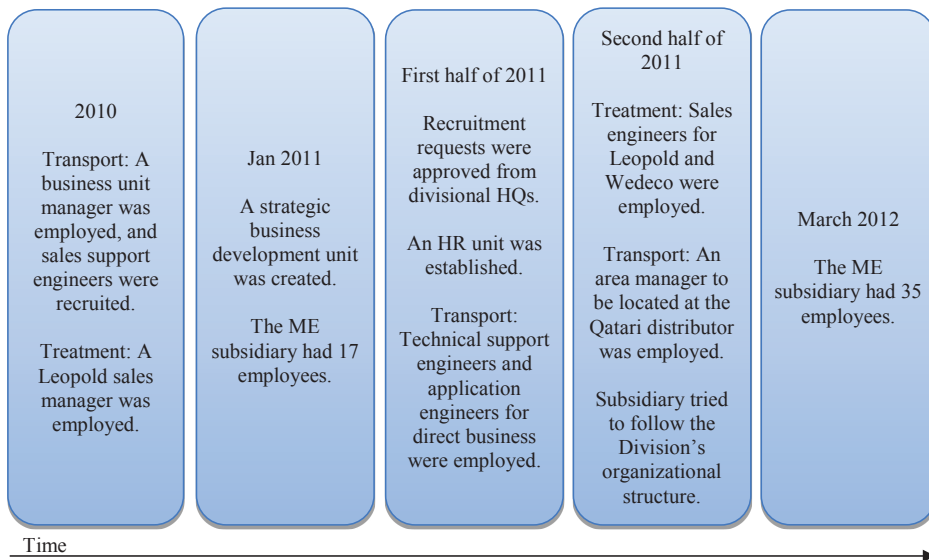 2010
Transport: A
business unit
manager was
employed, and
sales support
engineers were
recruited.
Treatment: A
Leopold sales
manager was
employed.
Jan 2011
A strategic
business
development unit
was created.
The ME
subsidiary had 17
employees.
First half of 2011
Recruitment
requests were
approved from
divisional HQs.
An HR unit was
established.
Transport:
Technical support
engineers and
application
engineers for
direct business
were employed.
Second half of
2011
Treatment: Sales
engineers for
Leopold and
Wedeco were
employed.
Transport: An
area manager to
be located at the
Qatari distributor
was employed.
Subsidiary tried
to follow the
Division’s
organizational
structure.
March 2012
The ME
subsidiary had 35
employees.
Time